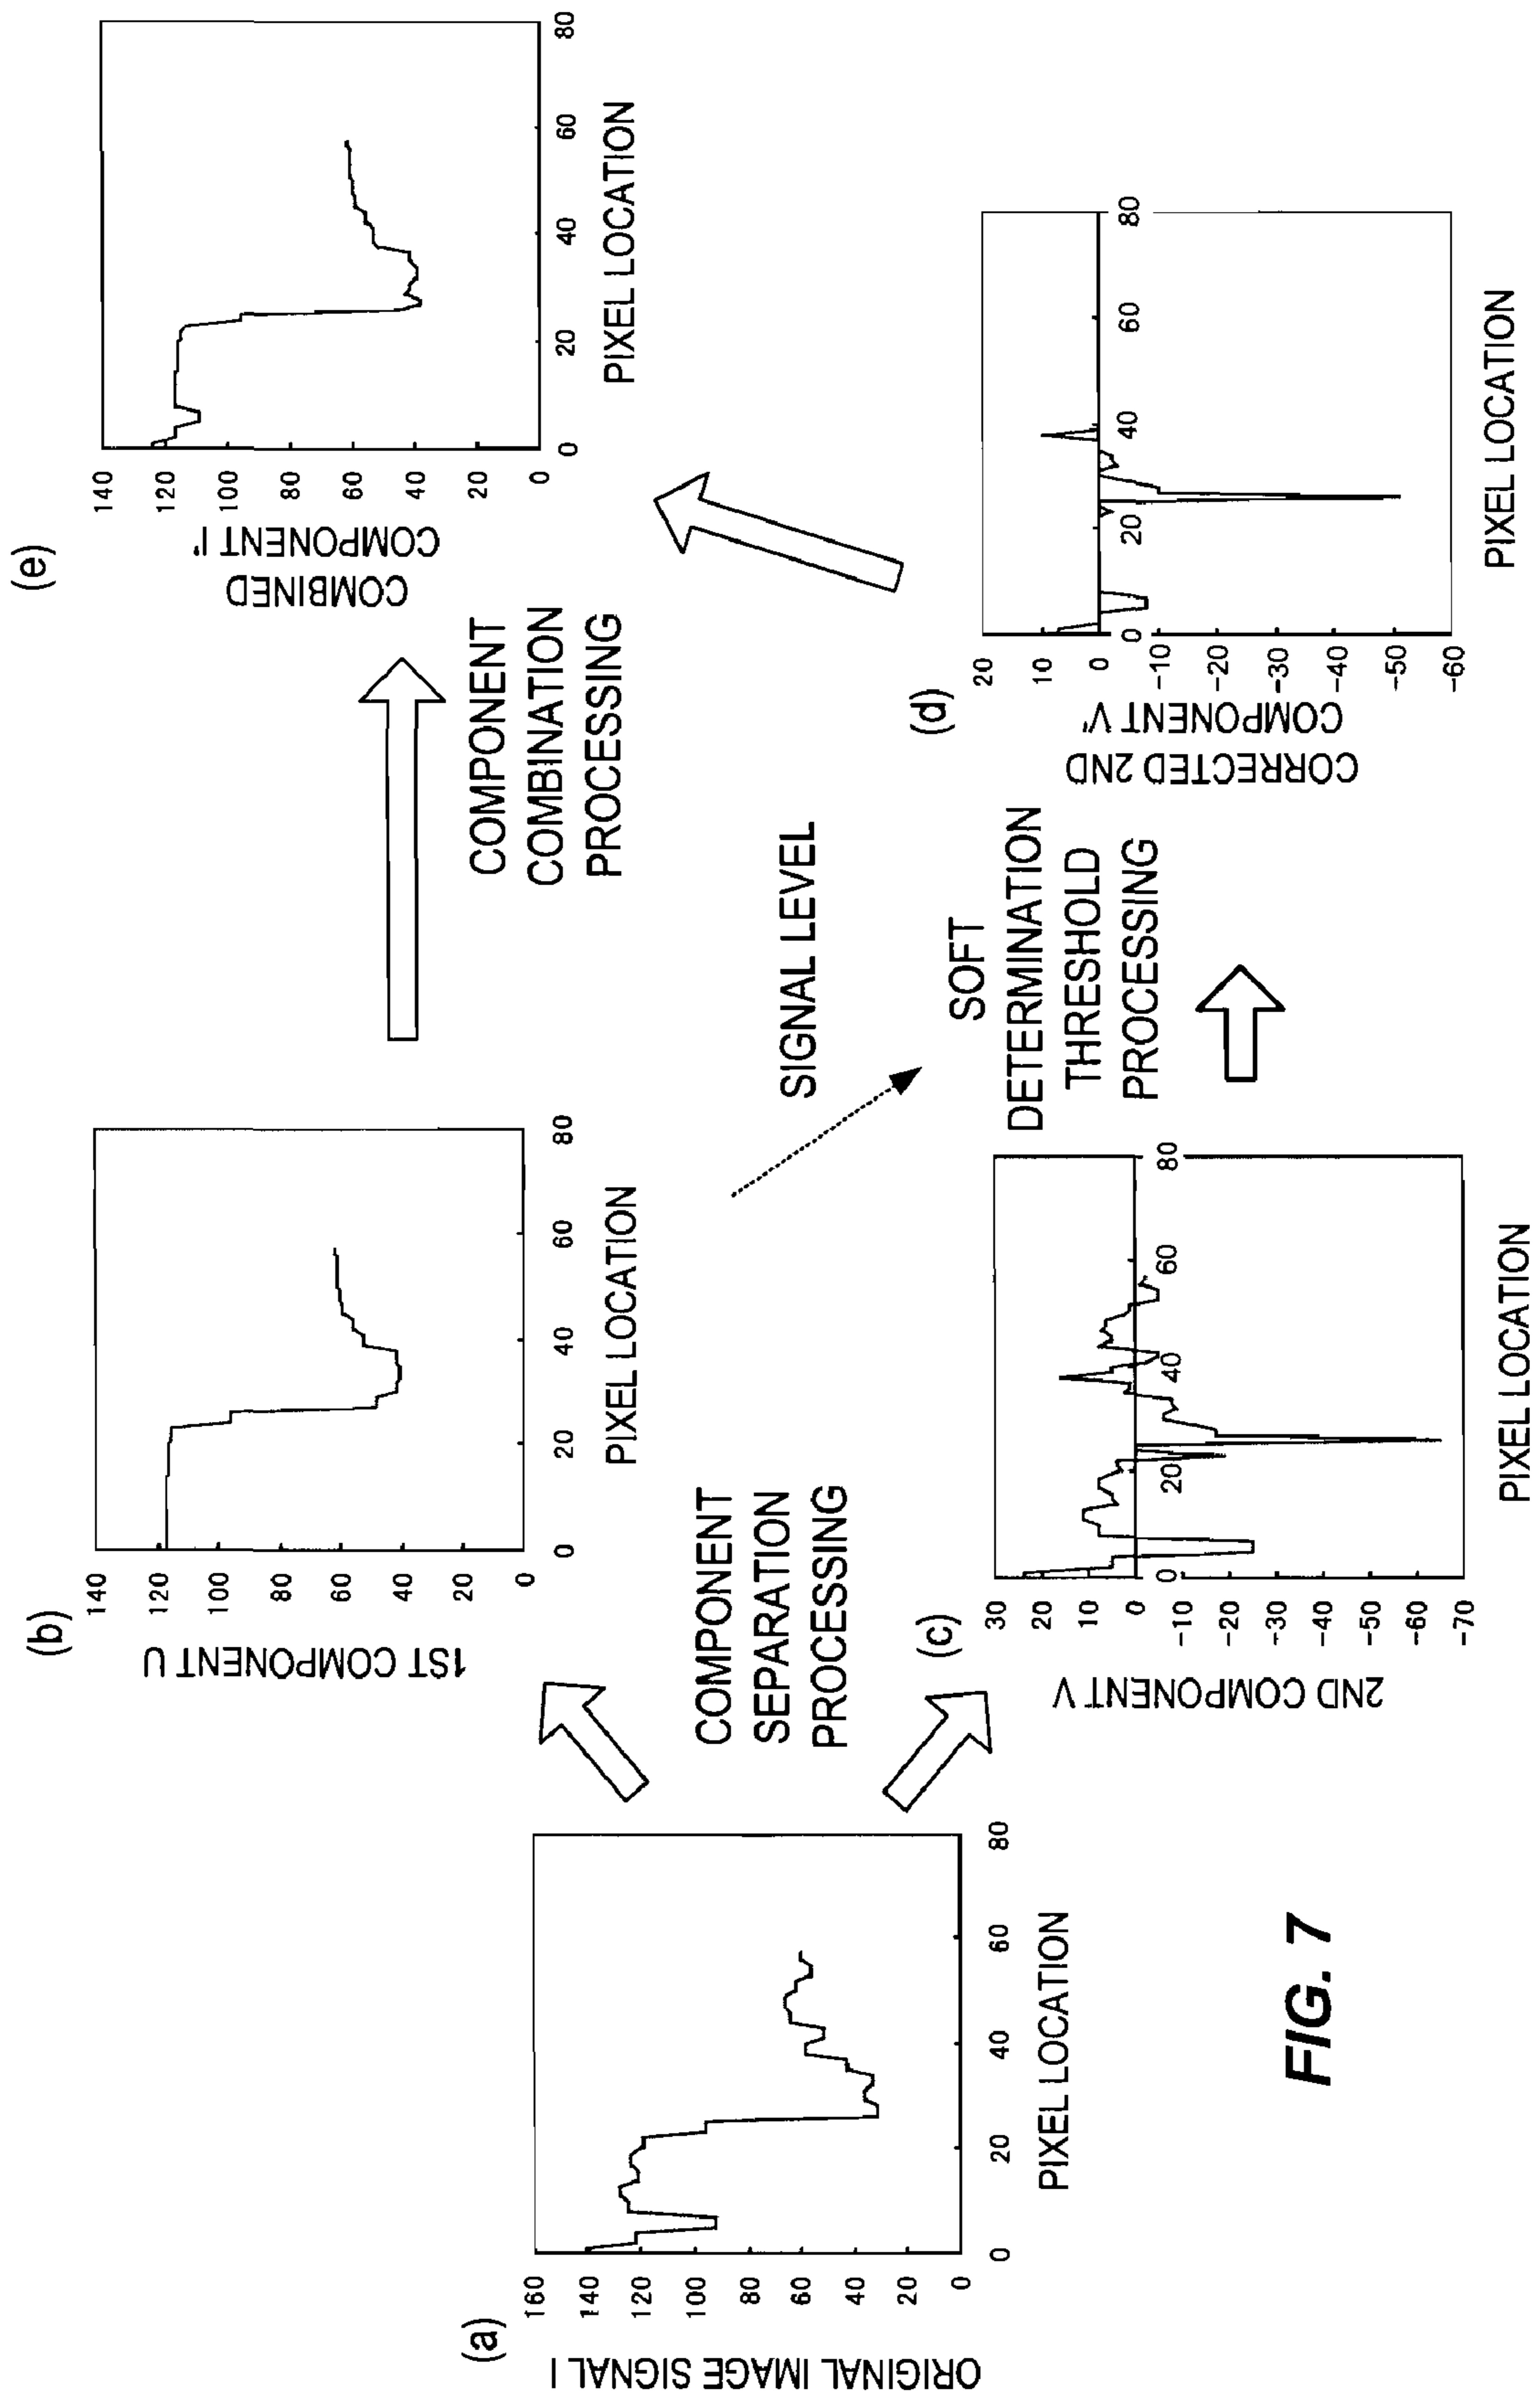 (a)
ORIGINAL IMAGE SIGNAL I
160
140
120
100
80
60
40
20
0
0 20 40 60 80
PIXEL LOCATION
COMPONENT
SEPARATION
PROCESSING
(b)
1ST COMPONENT U
140
120
100
80
60
40
20
0
0 20 40 60 80
PIXEL LOCATION
(c)
2ND COMPONENT V
30
20
10
0
-10
-20
-30
-40
-50
-60
-70
0 20 40 60 80
PIXEL LOCATION
SIGNAL LEVEL
SOFT
DETERMINATION
THRESHOLD
PROCESSING
COMPONENT
COMBINATION
PROCESSING
(d)
CORRECTED 2ND
COMPONENT V'
20
10
0
-10
-20
-30
-40
-50
-60
0 20 40 60 80
PIXEL LOCATION
(e)
COMBINED
COMPONENT I'
140
120
100
80
60
40
20
0
0 20 40 60 80
PIXEL LOCATION
FIG. 7